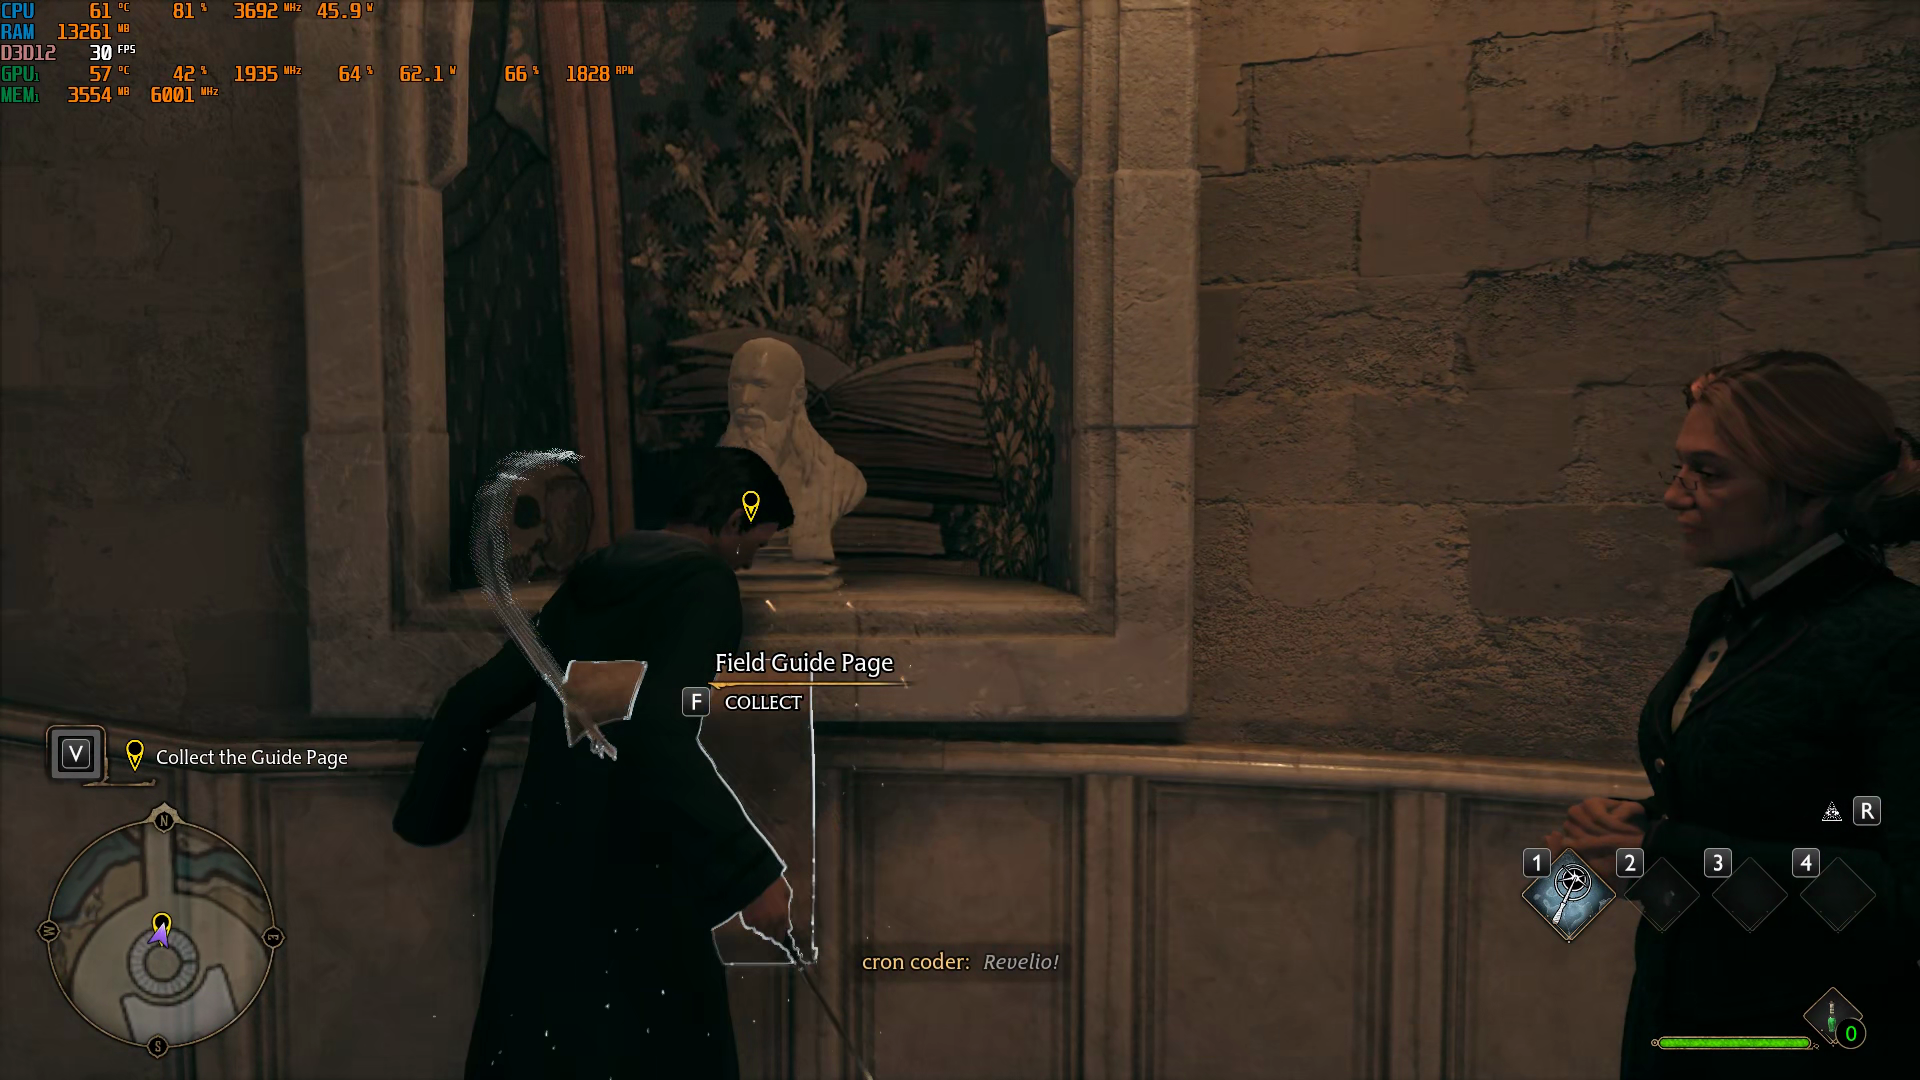 CPU 61 °C 81 % 3692 MHz 45.9 W
RAM 13261 MB
D3D12 30 FPS
GPU1 57 °C 42 % 1935 MHz 64 % 62.1 W 66 % 1828 RPM
MEM1 3554 MB 6001 MHz
Field Guide Page
F COLLECT
V Collect the Guide Page
N
W
E
S
R
1 2 3 4
cron coder: Revelio!
0